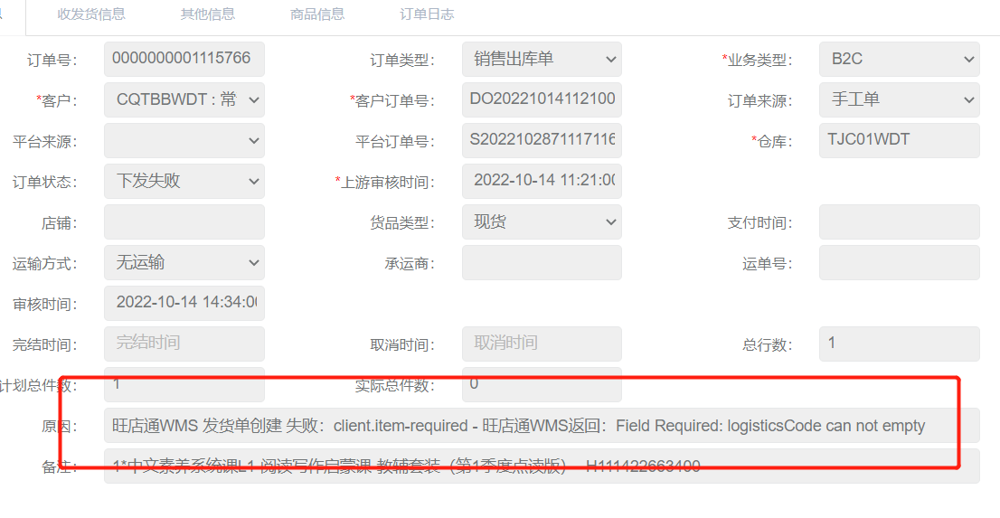 收发货信息 其他信息 商品信息 订单日志
订单号： 0000000001115766 订单类型： 销售出库单 *业务类型： B2C
*客户： CQTBBWDT : 常 *客户订单号： DO20221014112100 订单来源： 手工单
平台来源： 平台订单号： S2022102871117116 *仓库： TJC01WDT
订单状态： 下发失败 *上游审核时间： 2022-10-14 11:21:00
店铺： 货品类型： 现货 支付时间：
运输方式： 无运输 承运商： 运单号：
审核时间： 2022-10-14 14:34:00
完结时间： 完结时间 取消时间： 取消时间 总行数： 1
计划总件数： 1 实际总件数： 0
原因： 旺店通WMS 发货单创建 失败：client.item-required - 旺店通WMS返回：Field Required: logisticsCode can not empty
备注： 1*中文素养系统课L1-阅读写作启蒙课-教辅套装（第1季度点读版） H111422663400